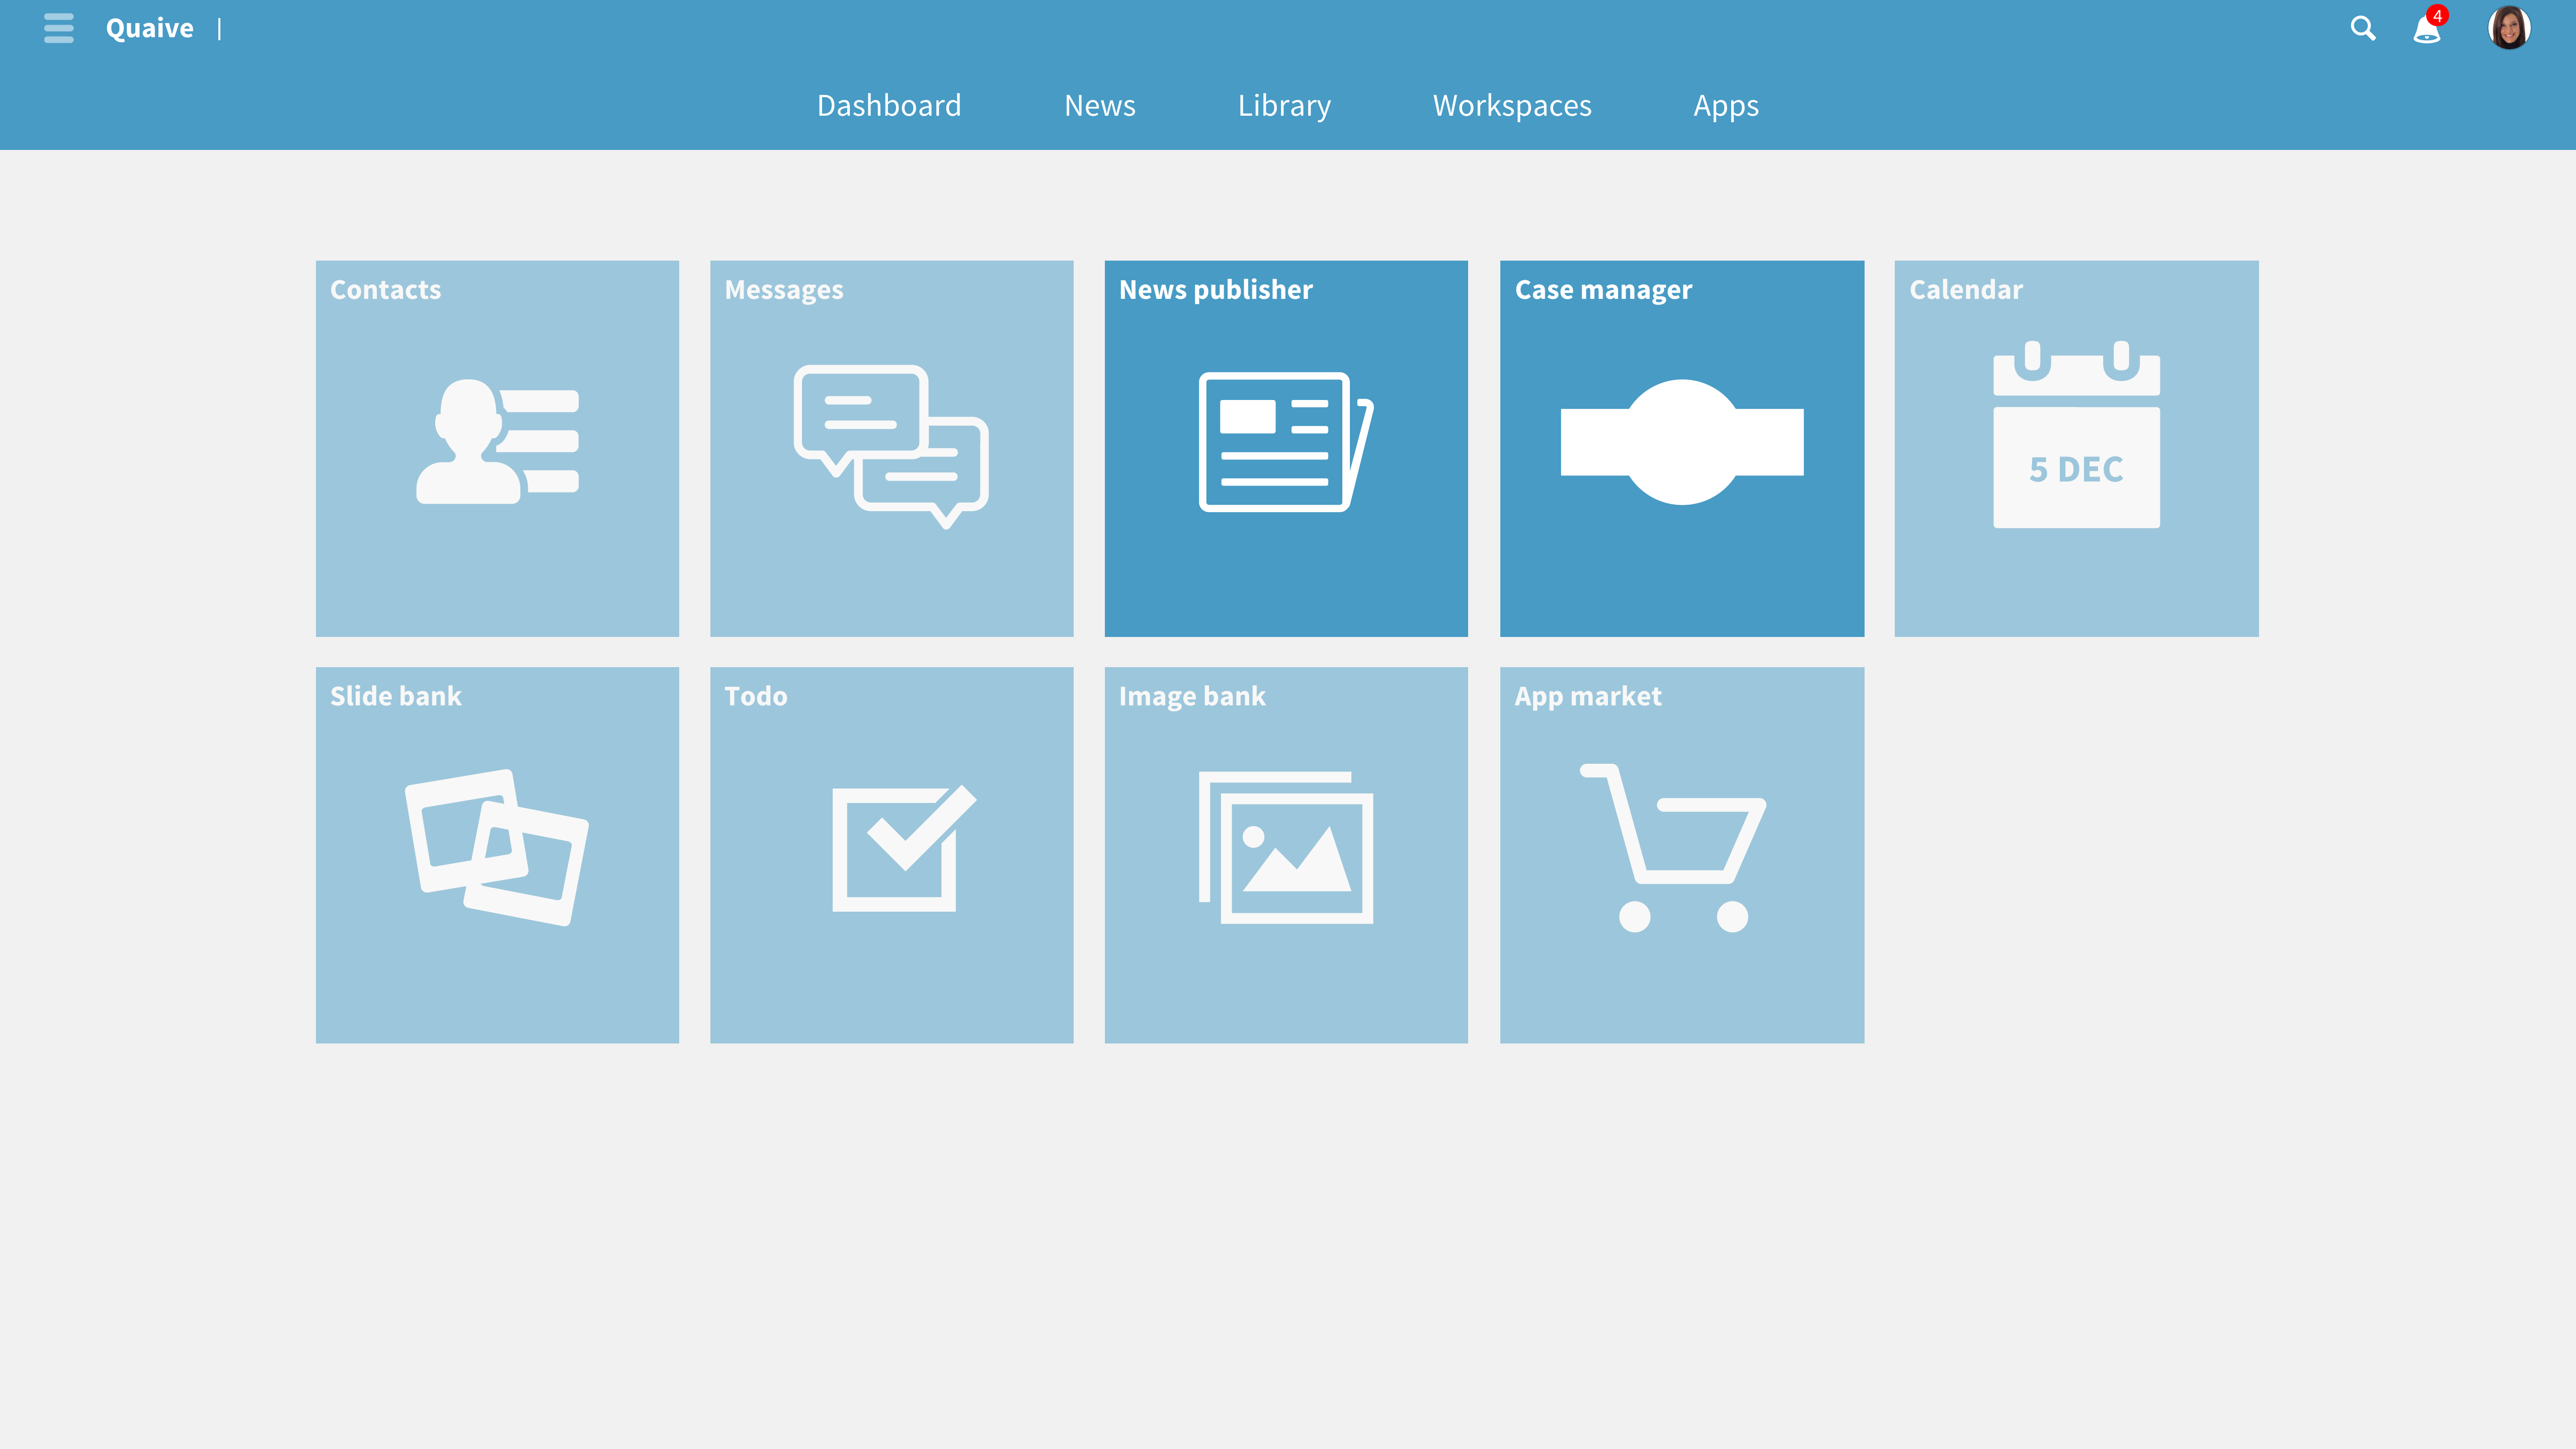 Quaive |
4
Dashboard News Library Workspaces Apps
Contacts
Messages
News publisher
Case manager
Calendar
5 DEC
Slide bank
Todo
Image bank
App market